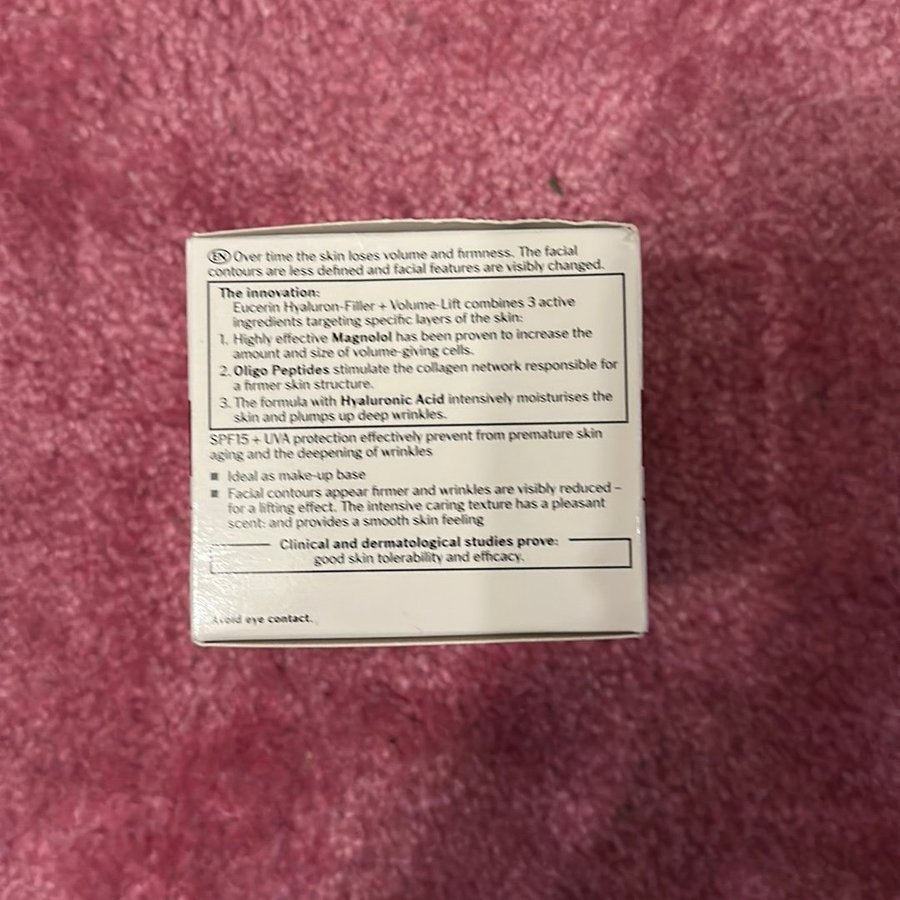 EN Over time the skin loses volume and firmness. The facial
contours are less defined and facial features are visibly changed.
The innovation:
Eucerin Hyaluron-Filler + Volume-Lift combines 3 active
ingredients targeting specific layers of the skin:
1. Highly effective Magnolol has been proven to increase the
amount and size of volume-giving cells.
2. Oligo Peptides stimulate the collagen network responsible for
a firmer skin structure.
3. The formula with Hyaluronic Acid intensively moisturises the
skin and plumps up deep wrinkles.
SPF15 + UVA protection effectively prevent from premature skin
aging and the deepening of wrinkles
▪ Ideal as make-up base
▪ Facial contours appear firmer and wrinkles are visibly reduced –
for a lifting effect. The intensive caring texture has a pleasant
scent: and provides a smooth skin feeling
Clinical and dermatological studies prove:
good skin tolerability and efficacy.
Avoid eye contact.